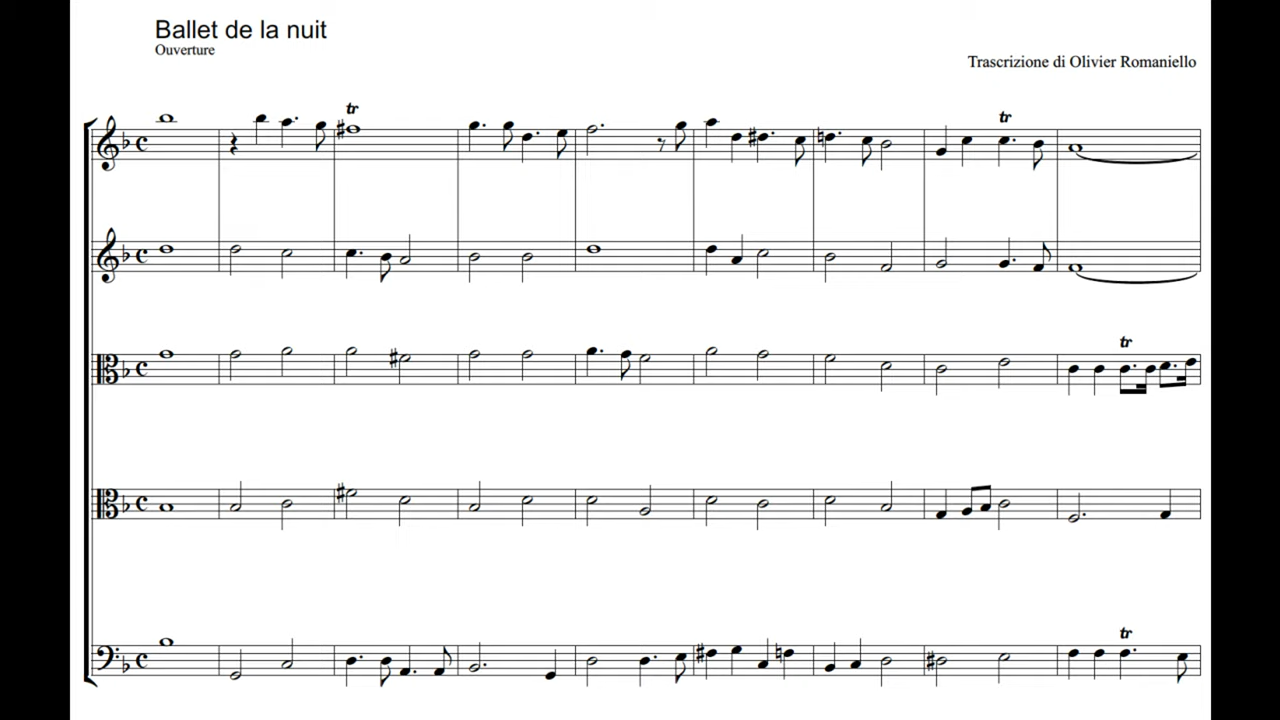 Ballet de la nuit
Ouverture
Trascrizione di Olivier Romaniello
tr
tr
tr
tr